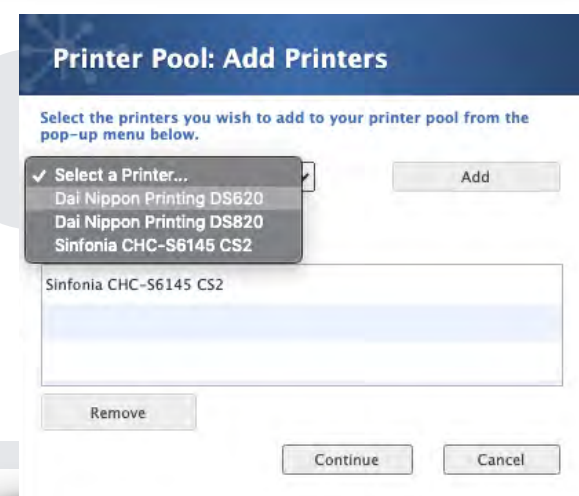 Printer Pool: Add Printers
Select the printers you wish to add to your printer pool from the
pop-up menu below.
✓ Select a Printer...
Add
Dai Nippon Printing DS620
Dai Nippon Printing DS820
Sinfonia CHC-S6145 CS2
Sinfonia CHC-S6145 CS2
Remove
Continue
Cancel